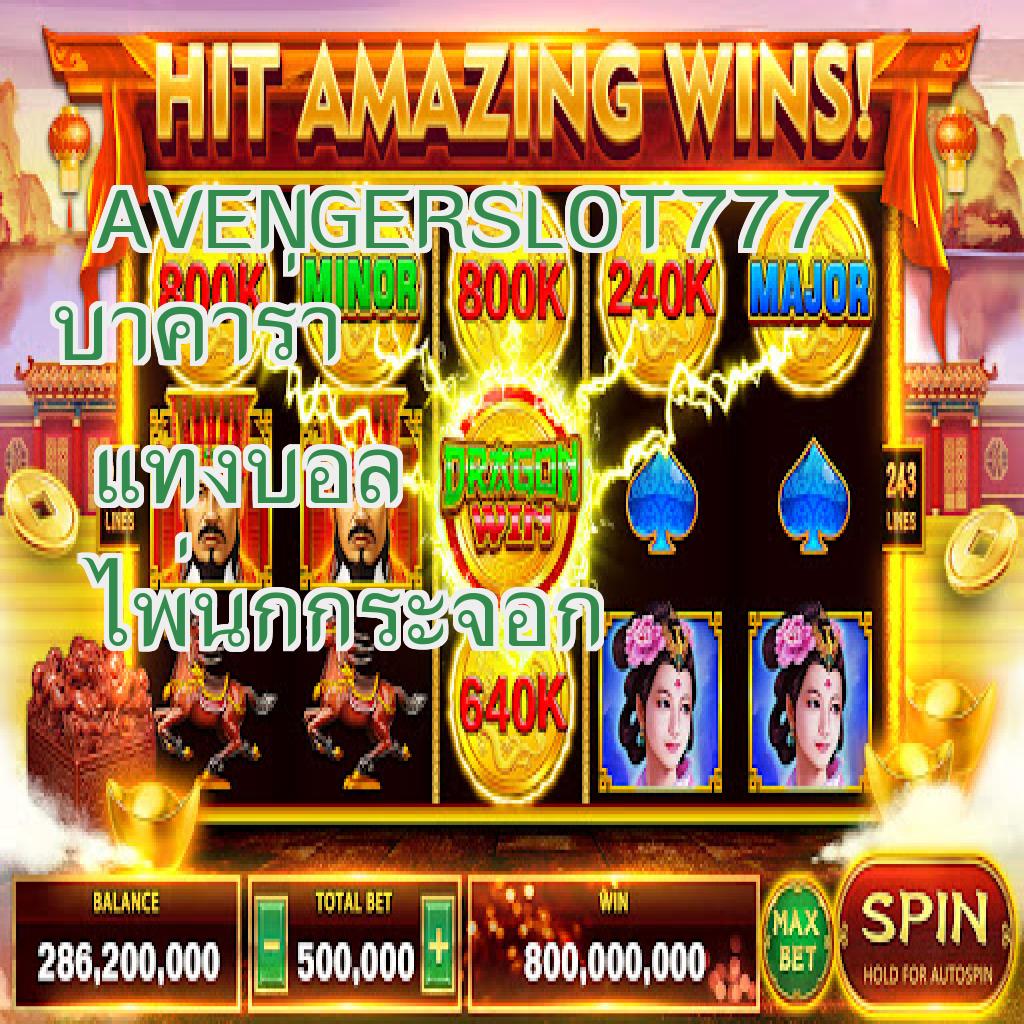 HIT AMAZING WINS!
AVENGERSLOT777
800K MINOR 800K 240K MAJOR
บาคาร่า
แทงบอล
DRAGON
WIN
243
LINES LINES
ไพ่นกกระจอก
640K
BALANCE TOTAL BET WIN
286,200,000 - 500,000 + 800,000,000
MAX
BET
SPIN
HOLD FOR AUTOSPIN